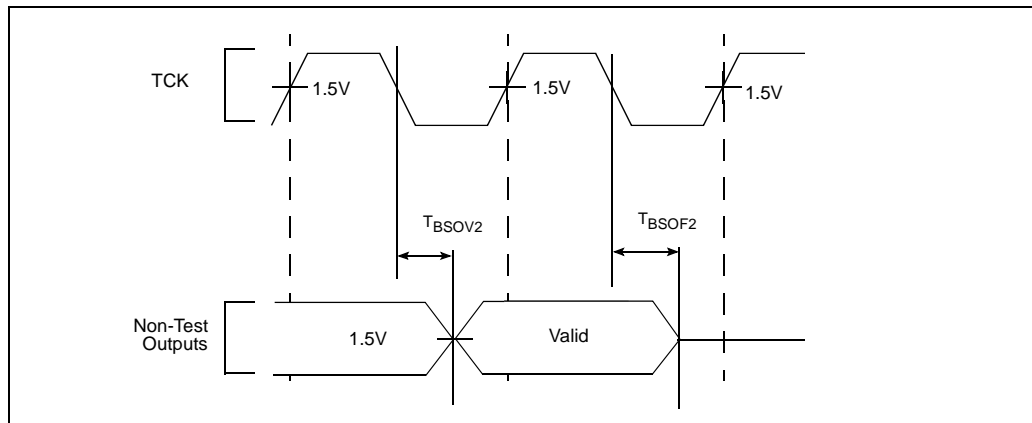 TCK
1.5V
1.5V
1.5V
TBSOV2
TBSOF2
Non-Test
Outputs
1.5V
Valid